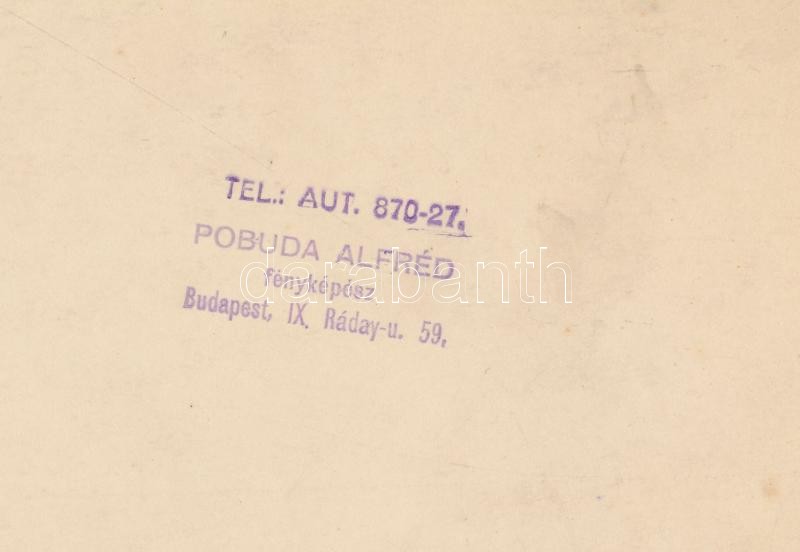 TEL.: AUT. 870-27.
POBUDA ALFRÉD
fényképész
Budapest, IX. Ráday-u. 59.
darabanth